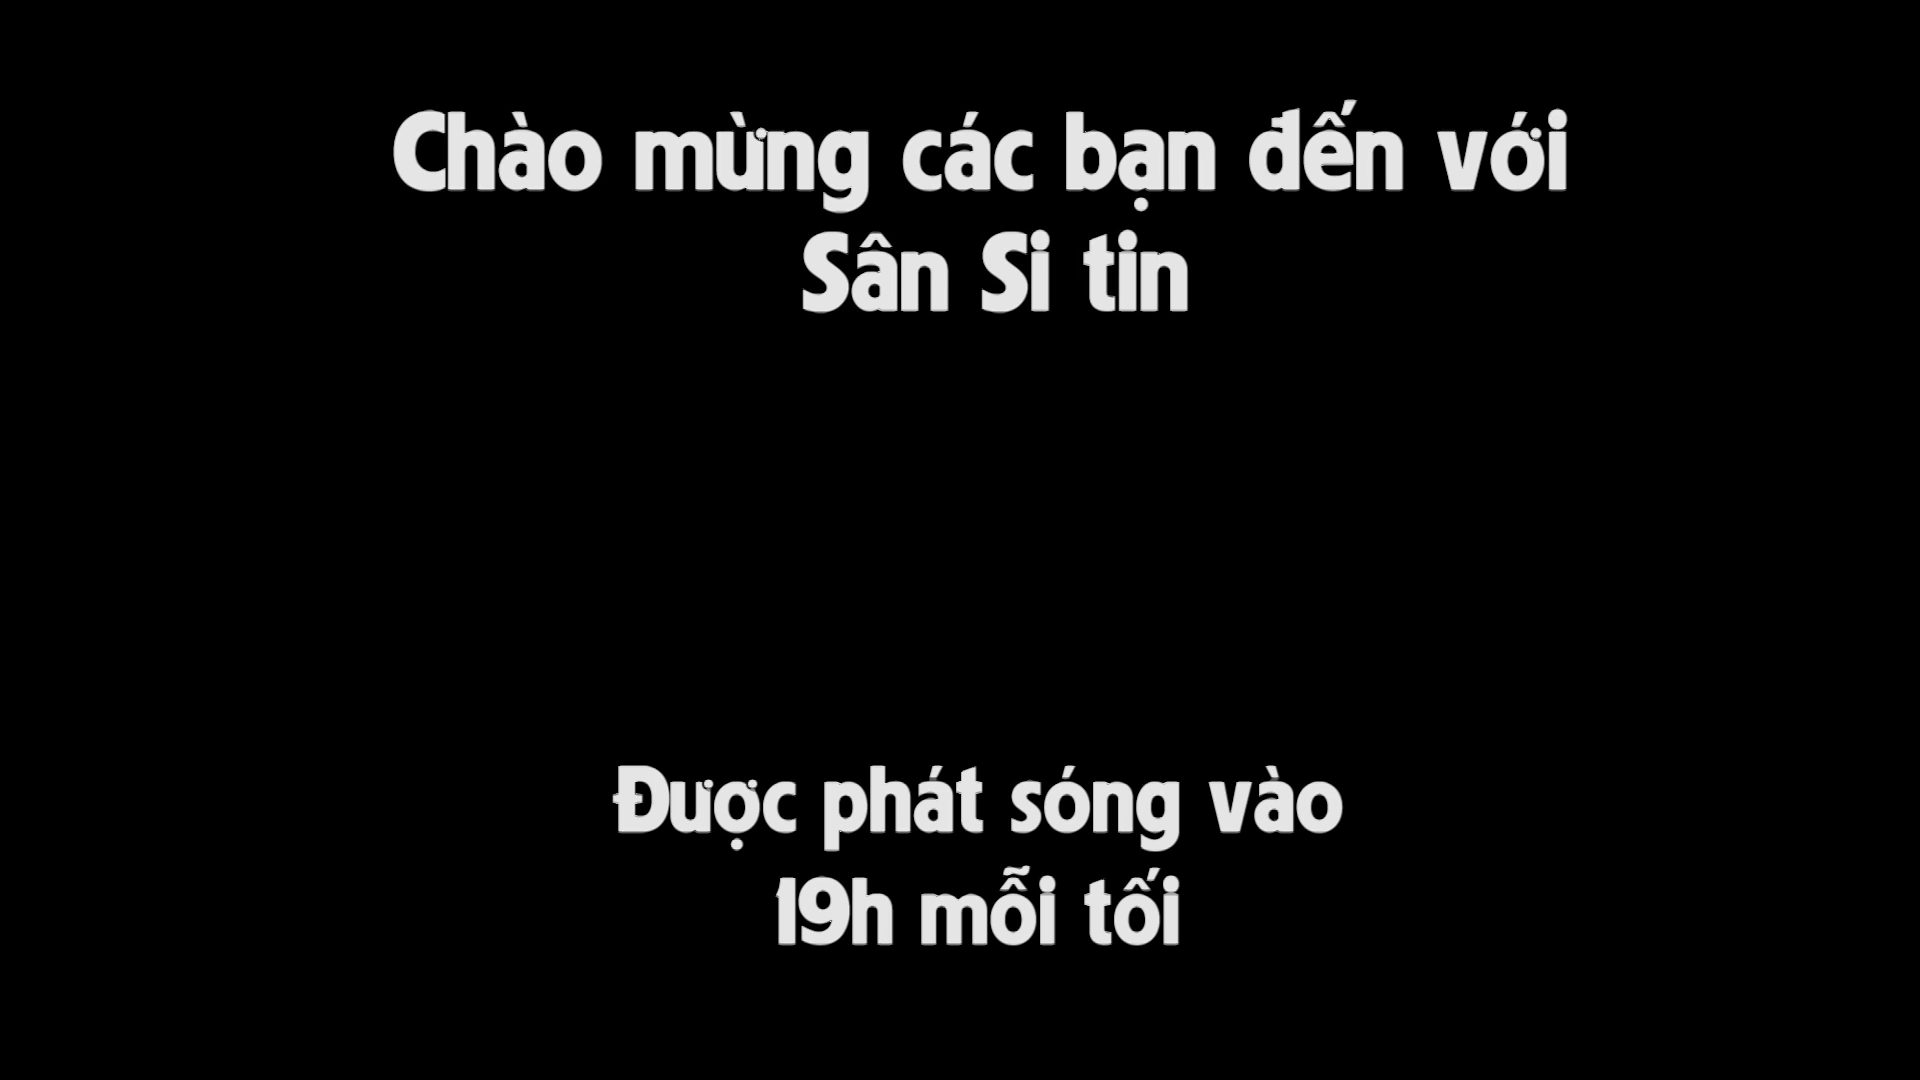 Chào mừng các bạn đến với
Sân Si tin
Được phát sóng vào
19h mỗi tối